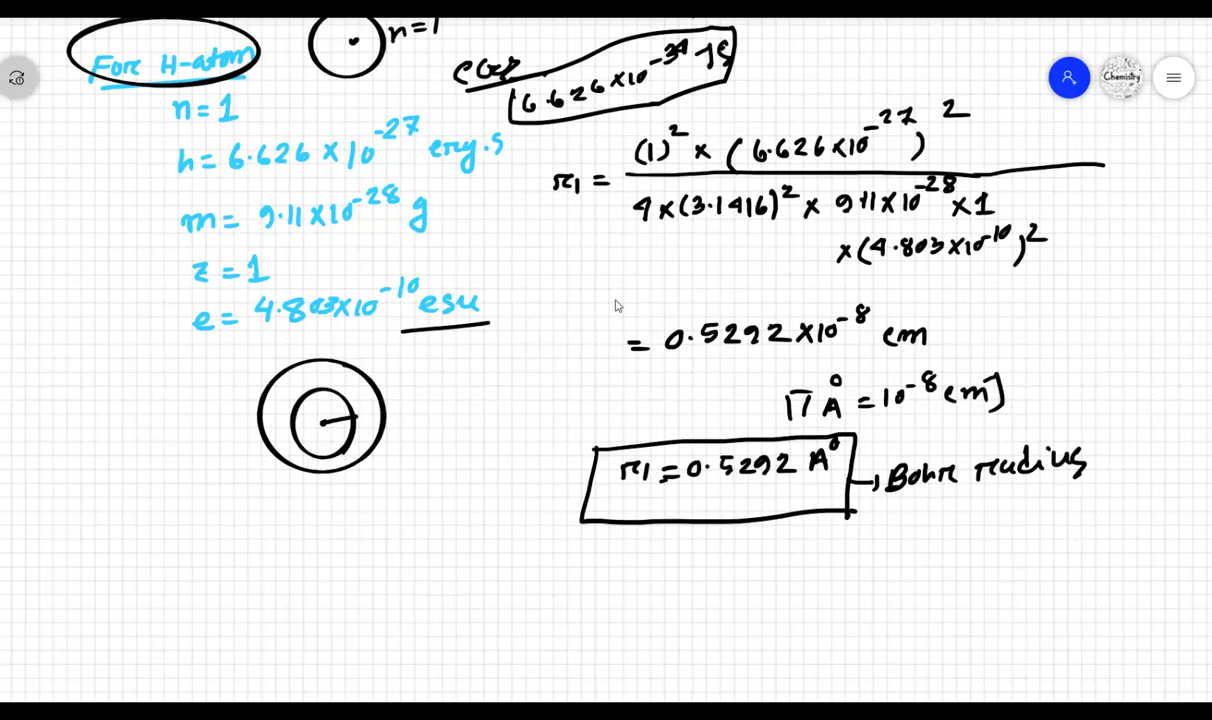 n=1
Forc H-atom
n=1
h=6.626×10⁻²⁷ erg.s
m=9.11×10⁻²⁸ g
z=1
e=4.803×10⁻¹⁰ esu
6.626×10⁻³⁴ JS
r₁ = (1)²×(6.626×10⁻²⁷)²
4×(3.1416)²×9.11×10⁻²⁸×1
×(4.803×10⁻¹⁰)²
= 0.5292×10⁻⁸ cm
[1 A° = 10⁻⁸ cm]
r₁=0.5292 A° → Bohr radius
Chemistry